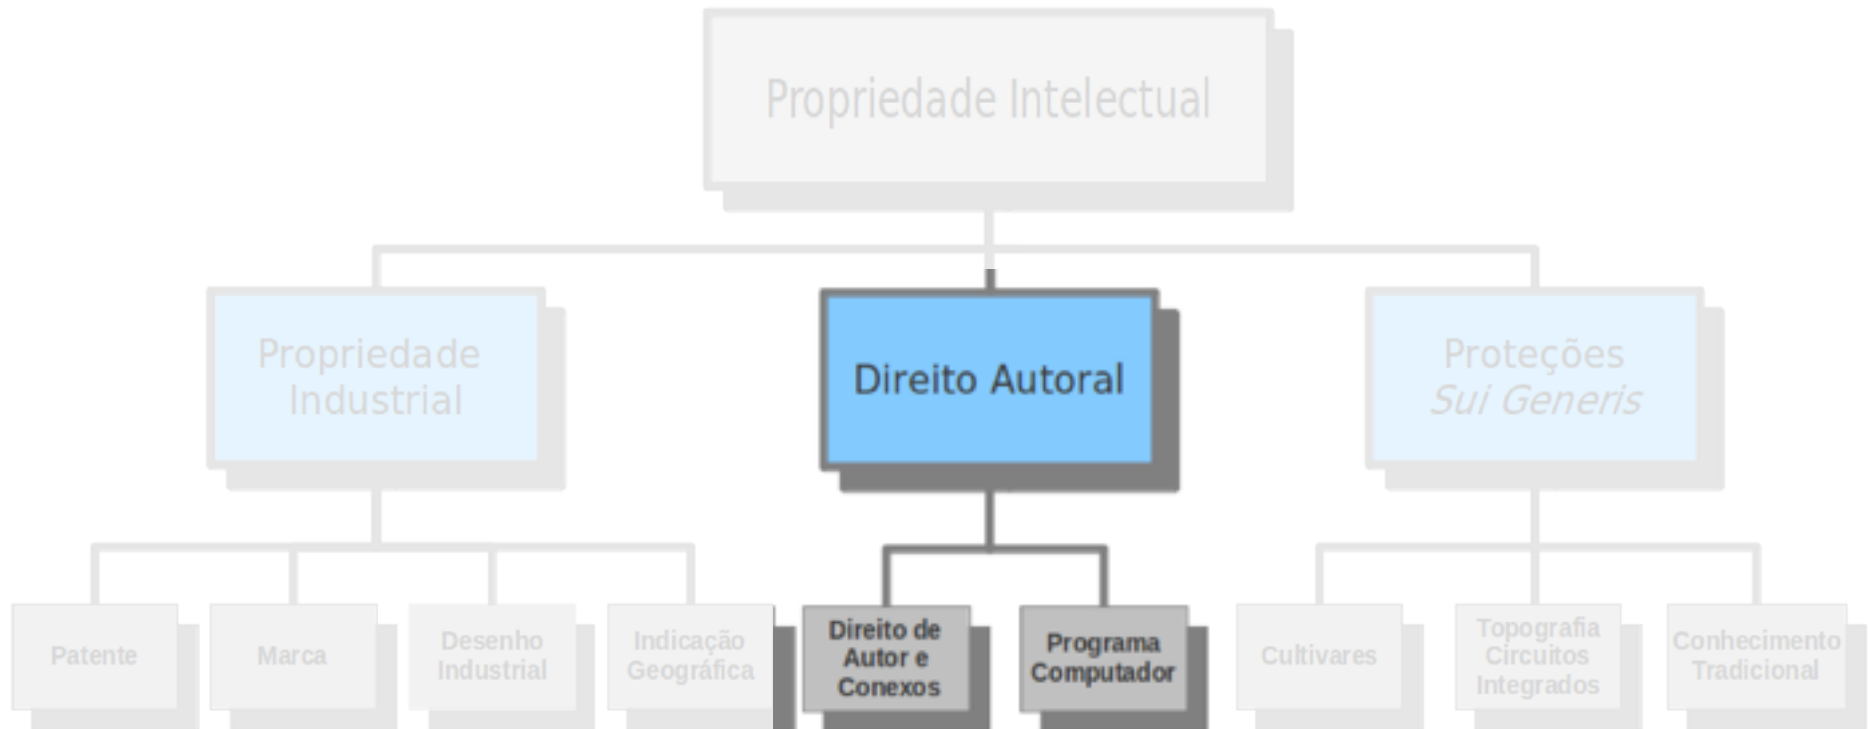 Propriedade Intelectual
Propriedade
Industrial
Direito Autoral
Proteções
Sui Generis
Patente
Marca
Desenho
Industrial
Indicação
Geográfica
Direito de
Autor e
Conexos
Programa
Computador
Cultivares
Topografia
Circuitos
Integrados
Conhecimento
Tradicional